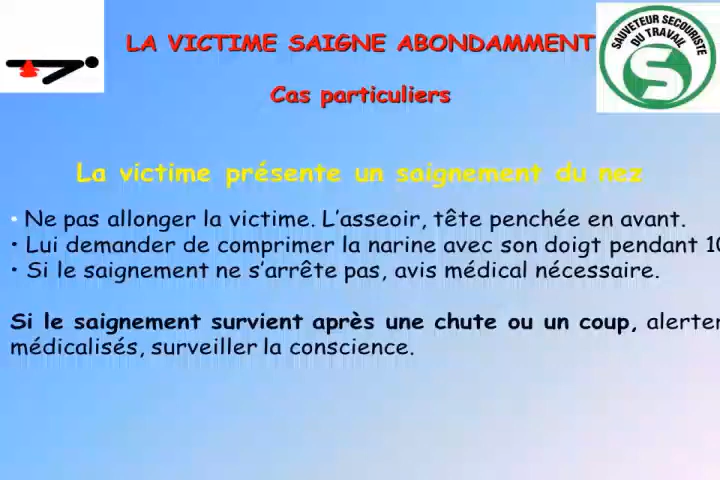 LA VICTIME SAIGNE ABONDAMMENT
SAUVETEUR SECOURISTE
DU TRAVAIL
S
Cas particuliers
La victime présente un saignement du nez
• Ne pas allonger la victime. L’asseoir, tête penchée en avant.
• Lui demander de comprimer la narine avec son doigt pendant 10
• Si le saignement ne s’arrête pas, avis médical nécessaire.
Si le saignement survient après une chute ou un coup, alerter
médicalisés, surveiller la conscience.